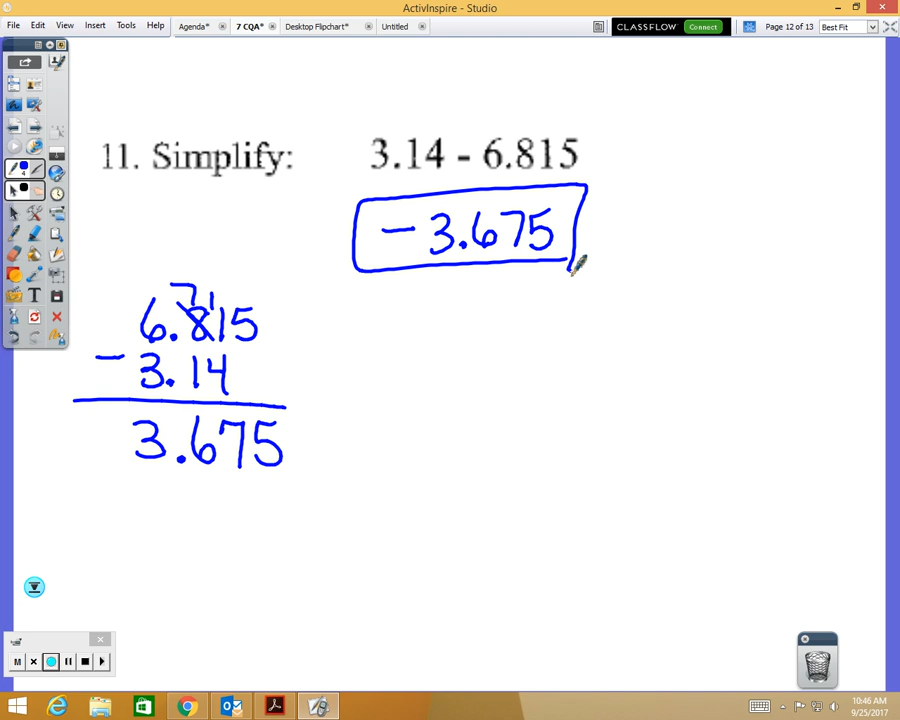 ActivInspire - Studio
File Edit View Insert Tools Help Agenda* 7 CQA* Desktop Flipchart* Untitled CLASSFLOW Connect Page 12 of 13 Best Fit
4
T
11. Simplify: 3.14 - 6.815
- 3.675
7 1
6.815
- 3.14
3.675
M
10:46 AM
9/25/2017